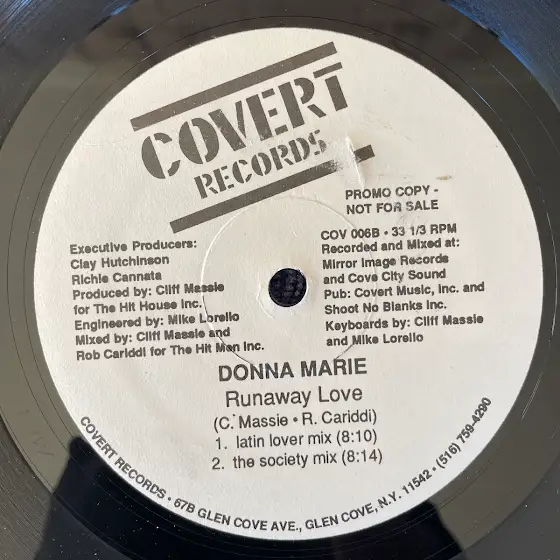 COVERT
RECORDS
PROMO COPY -
NOT FOR SALE
Executive Producers:
Clay Hutchinson
Richie Cannata
Produced by: Cliff Massie
for The Hit House Inc.
Engineered by: Mike Lorello
Mixed by: Cliff Massie and
Rob Cariddi for The Hit Men Inc.
COV 006B • 33 1/3 RPM
Recorded and Mixed at:
Mirror Image Records
and Cove City Sound
Pub: Covert Music, Inc. and
Shoot No Blanks Inc.
Keyboards by: Cliff Massie
and Mike Lorello
DONNA MARIE
Runaway Love
(C. Massie • R. Cariddi)
1. latin lover mix (8:10)
2. the society mix (8:14)
COVERT RECORDS • 67B GLEN COVE AVE., GLEN COVE, N.Y. 11542 • (516) 759-4290